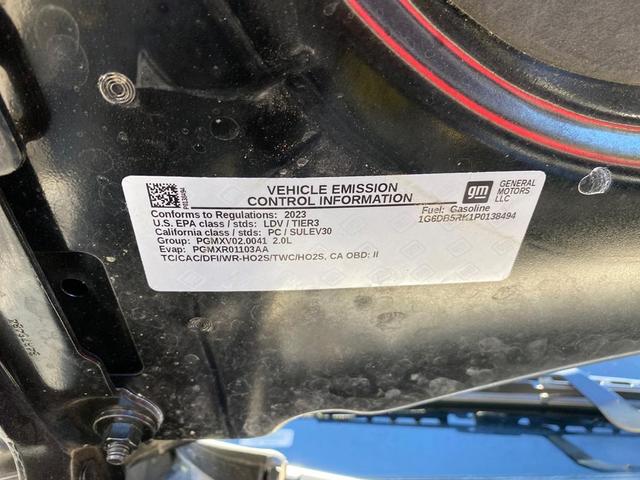 VEHICLE EMISSION
CONTROL INFORMATION
gm
GENERAL
MOTORS
LLC
P0138494
Conforms to Regulations: 2023
Fuel: Gasoline
U.S. EPA class / stds: LDV / TIER3
1G6DB5RK1P0138494
California class / stds: PC / SULEV30
Group: PGMXV02.0041 2.0L
Evap: PGMXR01103AA
TC/CAC/DFI/WR-HO2S/TWC/HO2S, CA OBD: II